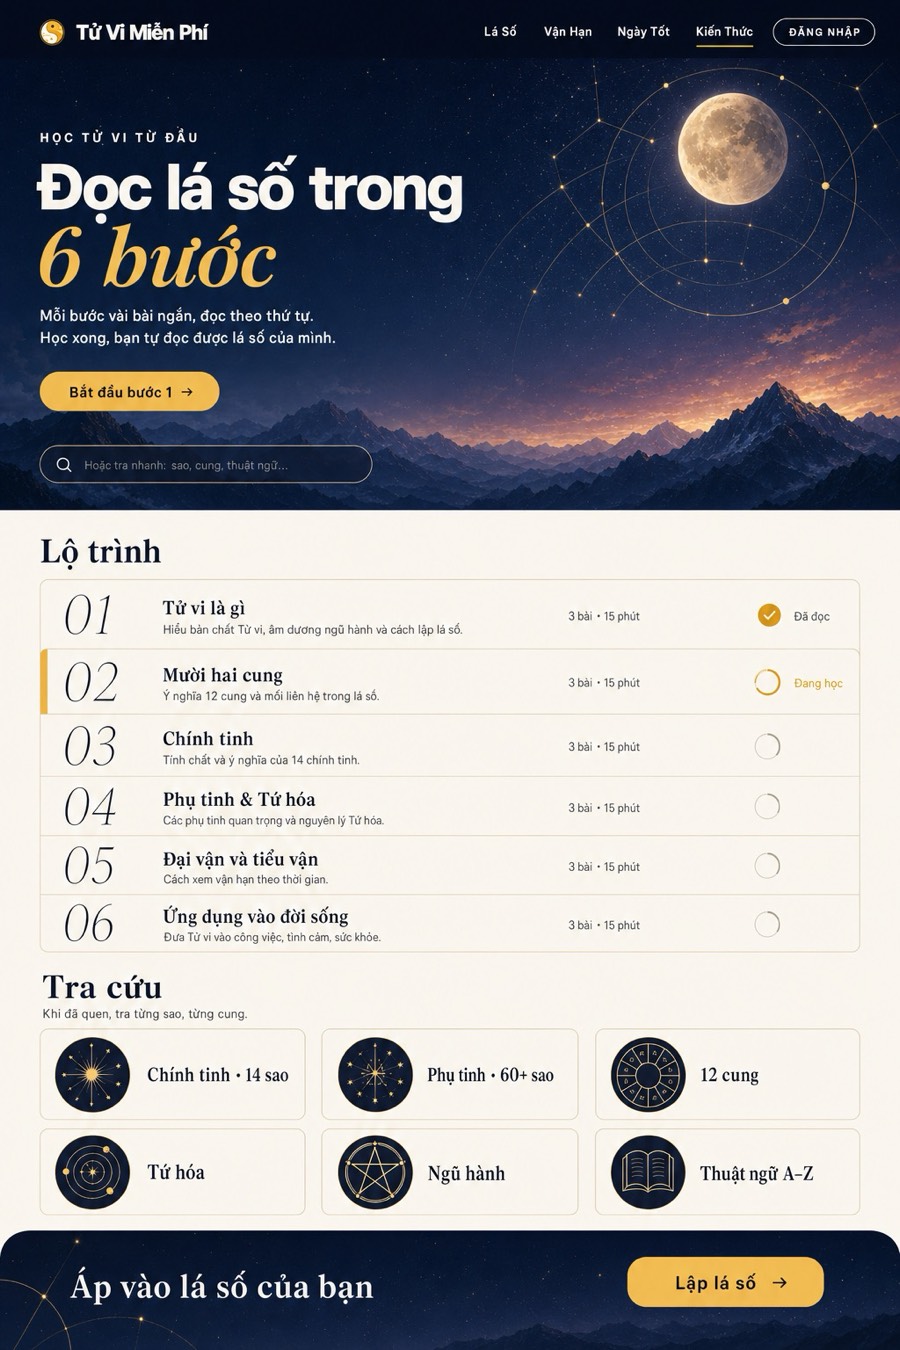 Tử Vi Miễn Phí
Lá Số
Vận Hạn
Ngày Tốt
Kiến Thức
ĐĂNG NHẬP
HỌC TỬ VI TỪ ĐẦU
Đọc lá số trong
6 bước
Mỗi bước vài bài ngắn, đọc theo thứ tự.
Học xong, bạn tự đọc được lá số của mình.
Bắt đầu bước 1 →
Hoặc tra nhanh: sao, cung, thuật ngữ...
Lộ trình
01
Tử vi là gì
Hiểu bản chất Tử vi, âm dương ngũ hành và cách lập lá số.
3 bài • 15 phút
Đã đọc
02
Mười hai cung
Ý nghĩa 12 cung và mối liên hệ trong lá số.
3 bài • 15 phút
Đang học
03
Chính tinh
Tính chất và ý nghĩa của 14 chính tinh.
3 bài • 15 phút
04
Phụ tinh & Tứ hóa
Các phụ tinh quan trọng và nguyên lý Tứ hóa.
3 bài • 15 phút
05
Đại vận và tiểu vận
Cách xem vận hạn theo thời gian.
3 bài • 15 phút
06
Ứng dụng vào đời sống
Đưa Tử vi vào công việc, tình cảm, sức khỏe.
3 bài • 15 phút
Tra cứu
Khi đã quen, tra từng sao, từng cung.
Chính tinh • 14 sao
Phụ tinh • 60+ sao
12 cung
Tứ hóa
Ngũ hành
Thuật ngữ A–Z
Áp vào lá số của bạn
Lập lá số →